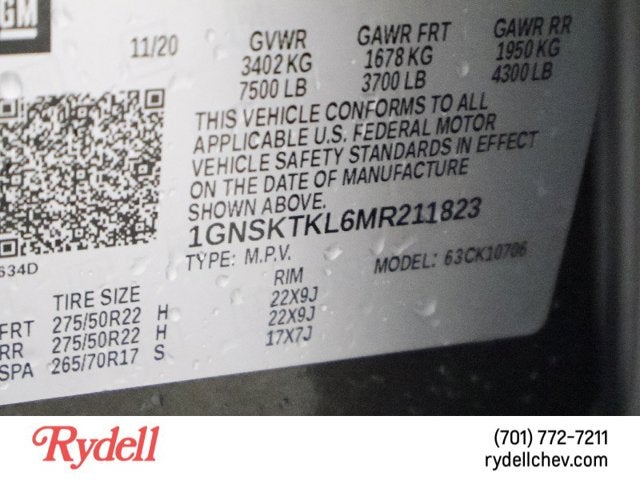 GM
11/20 GVWR GAWR FRT GAWR RR
3402 KG 1678 KG 1950 KG
7500 LB 3700 LB 4300 LB
THIS VEHICLE CONFORMS TO ALL
APPLICABLE U.S. FEDERAL MOTOR
VEHICLE SAFETY STANDARDS IN EFFECT
ON THE DATE OF MANUFACTURE
SHOWN ABOVE.
1GNSKTKL6MR211823
634D
TYPE: M.P.V. MODEL: 63CK10706
TIRE SIZE RIM
FRT 275/50R22 H 22X9J
RR 275/50R22 H 22X9J
SPA 265/70R17 S 17X7J
Rydell
(701) 772-7211
rydellchev.com